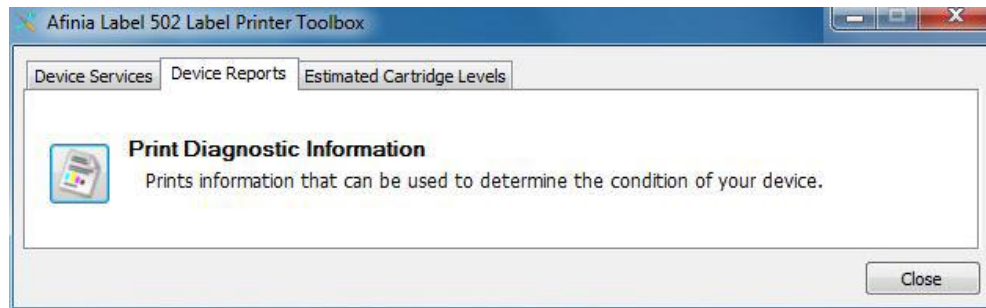 Afinia Label 502 Label Printer Toolbox
Device Services Device Reports Estimated Cartridge Levels
Print Diagnostic Information
Prints information that can be used to determine the condition of your device.
Close